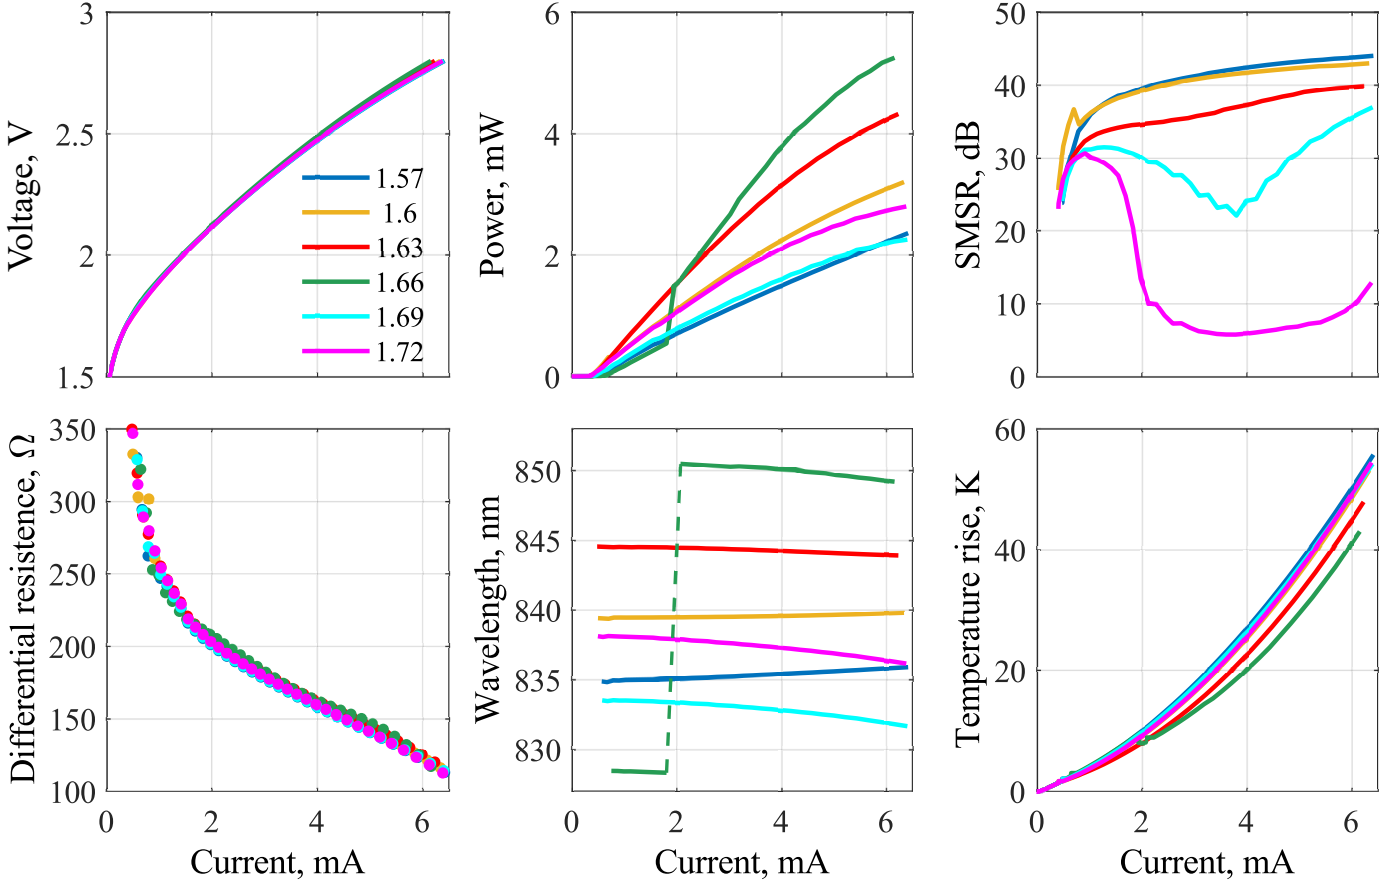 3
2.5
2
1.5
Voltage, V
1.57
1.6
1.63
1.66
1.69
1.72
6
4
2
0
Power, mW
50
40
30
20
10
0
SMSR, dB
350
300
250
200
150
100
Differential resistence, Ω
0 2 4 6
Current, mA
850
845
840
835
830
Wavelength, nm
0 2 4 6
Current, mA
60
40
20
0
Temperature rise, K
0 2 4 6
Current, mA